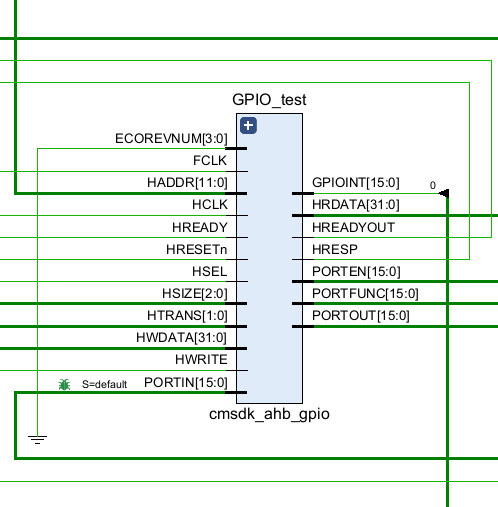 GPIO_test
ECOREVNUM[3:0]
FCLK
HADDR[11:0]
HCLK
HREADY
HRESETn
HSEL
HSIZE[2:0]
HTRANS[1:0]
HWDATA[31:0]
HWRITE
S=default PORTIN[15:0]
GPIOINT[15:0] 0
HRDATA[31:0]
HREADYOUT
HRESP
PORTEN[15:0]
PORTFUNC[15:0]
PORTOUT[15:0]
cmsdk_ahb_gpio